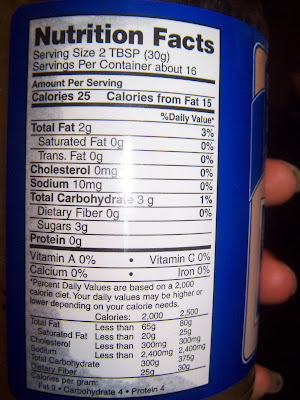 Nutrition Facts
Serving Size 2 TBSP (30g)
Servings Per Container about 16
Amount Per Serving
Calories 25 Calories from Fat 15
%Daily Value*
Total Fat 2g 3%
Saturated Fat 0g 0%
Trans. Fat 0g 0%
Cholesterol 0mg 0%
Sodium 10mg 0%
Total Carbohydrate 3 g 1%
Dietary Fiber 0g 0%
Sugars 3g
Protein 0g
Vitamin A 0% • Vitamin C 0%
Calcium 0% • Iron 0%
*Percent Daily Values are based on a 2,000
calorie diet. Your daily values may be higher or
lower depending on your calorie needs.
Calories: 2,000 2,500
Total Fat Less than 65g 80g
Saturated Fat Less than 20g 25g
Cholesterol Less than 300mg 300mg
Sodium Less than 2,400mg 2,400mg
Total Carbohydrate 300g 375g
Dietary Fiber 25g 30g
Calories per gram:
Fat 9 • Carbohydrate 4 • Protein 4